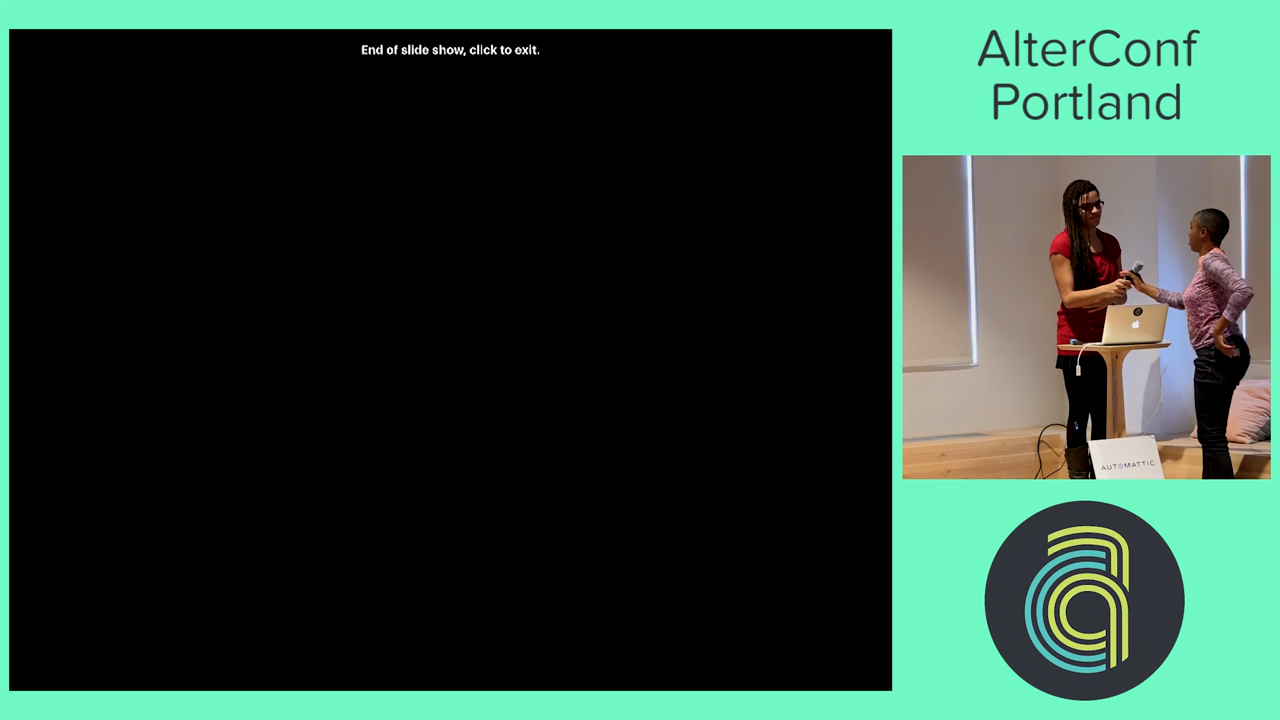 End of slide show, click to exit.
AlterConf
Portland
AUTOMATTIC